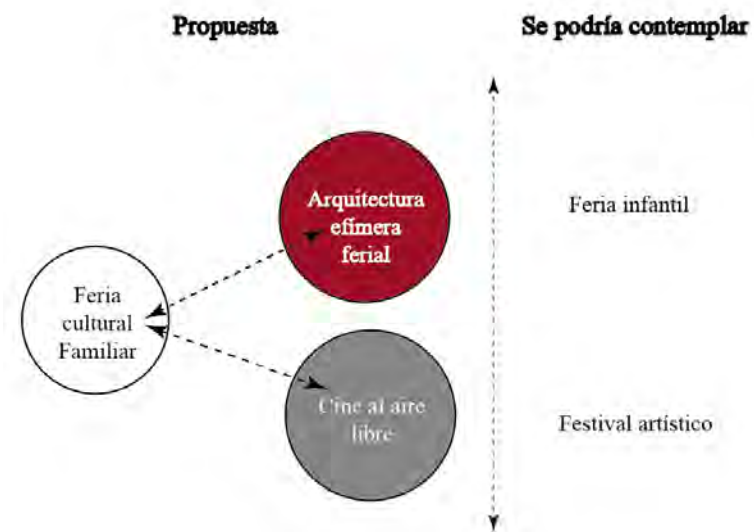 Propuesta
Se podría contemplar
Arquitectura
efímera
ferial
Feria
cultural
Familiar
Cine al aire
libre
Feria infantil
Festival artístico